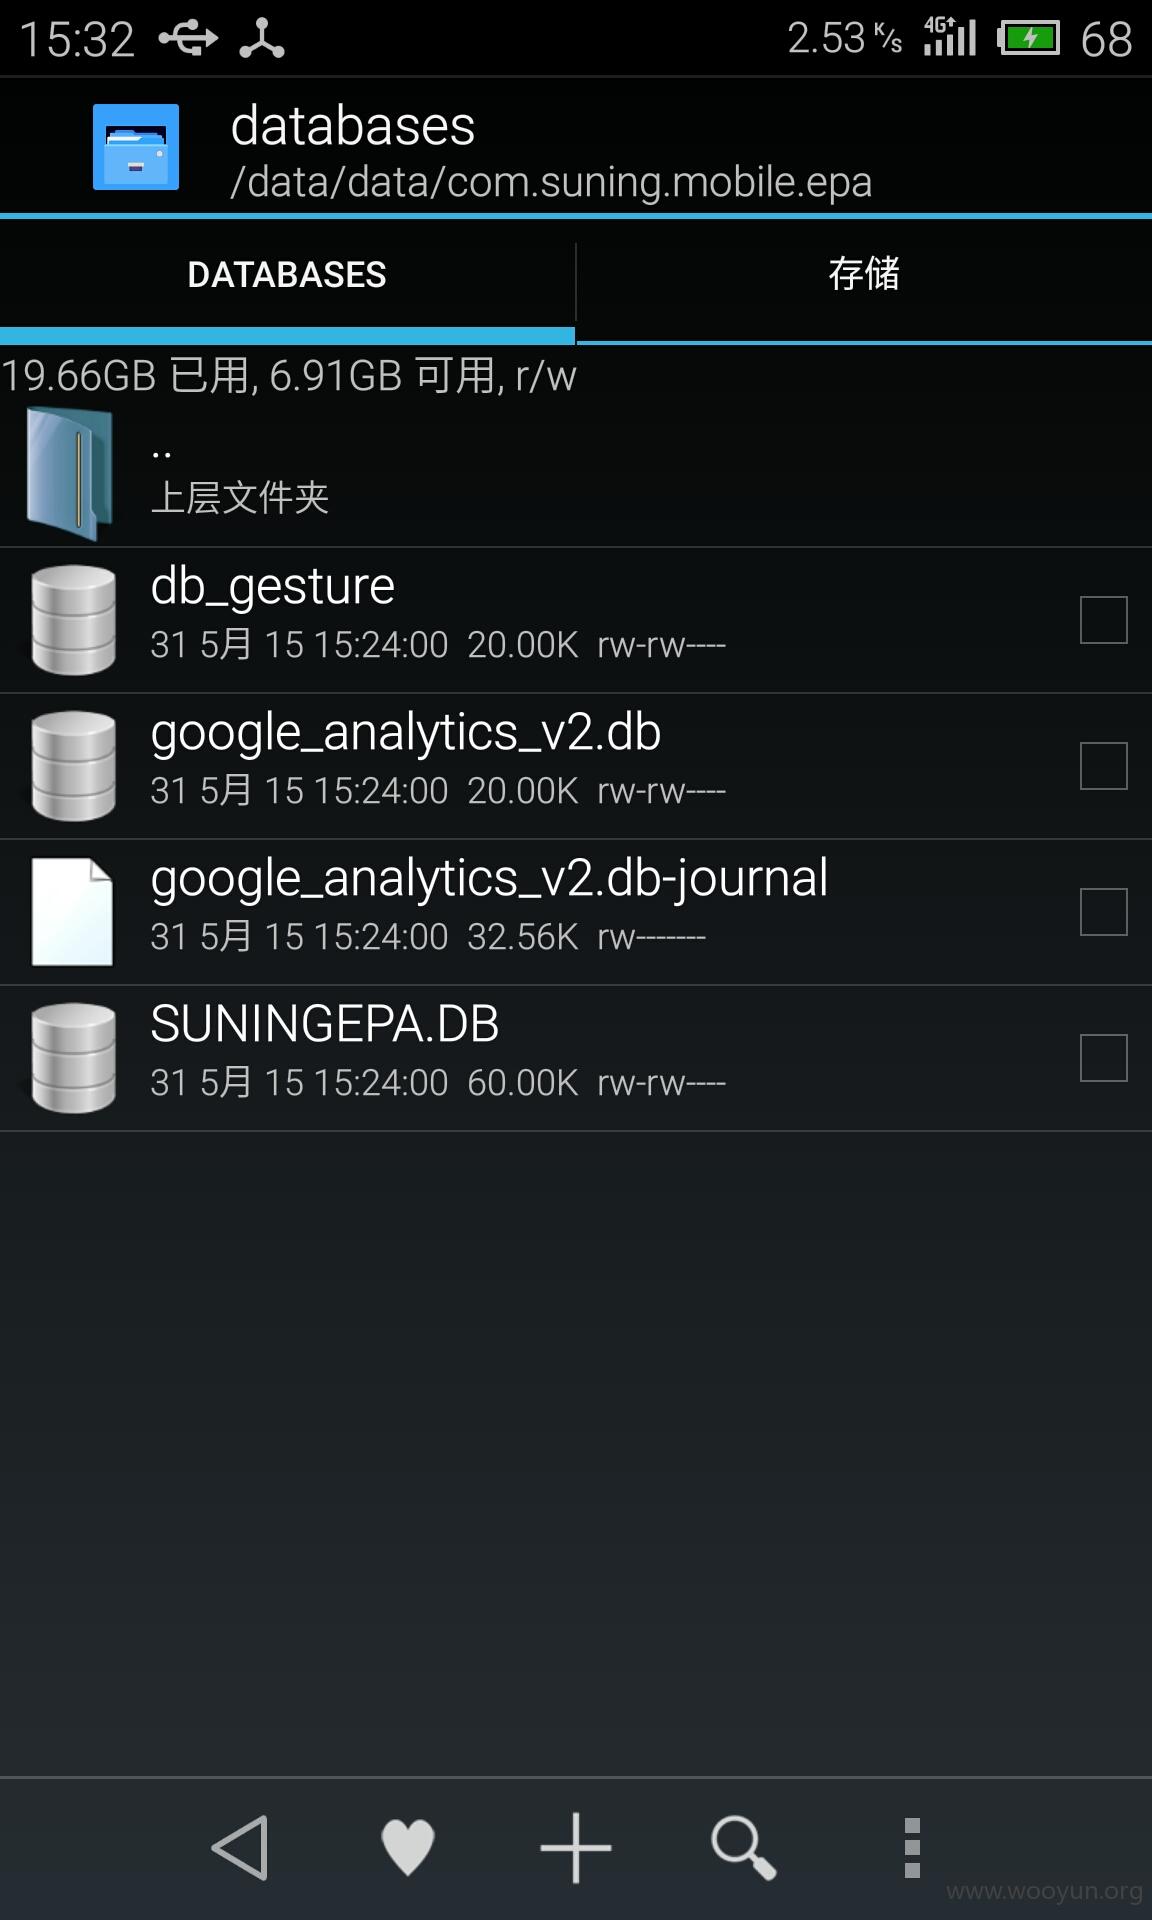 15:32 2.53 K/s 4G 68
databases
/data/data/com.suning.mobile.epa
DATABASES 存储
19.66GB 已用, 6.91GB 可用, r/w
..
上层文件夹
db_gesture
31 5月 15 15:24:00 20.00K rw-rw----
google_analytics_v2.db
31 5月 15 15:24:00 20.00K rw-rw----
google_analytics_v2.db-journal
31 5月 15 15:24:00 32.56K rw-------
SUNINGEPA.DB
31 5月 15 15:24:00 60.00K rw-rw----
www.wooyun.org